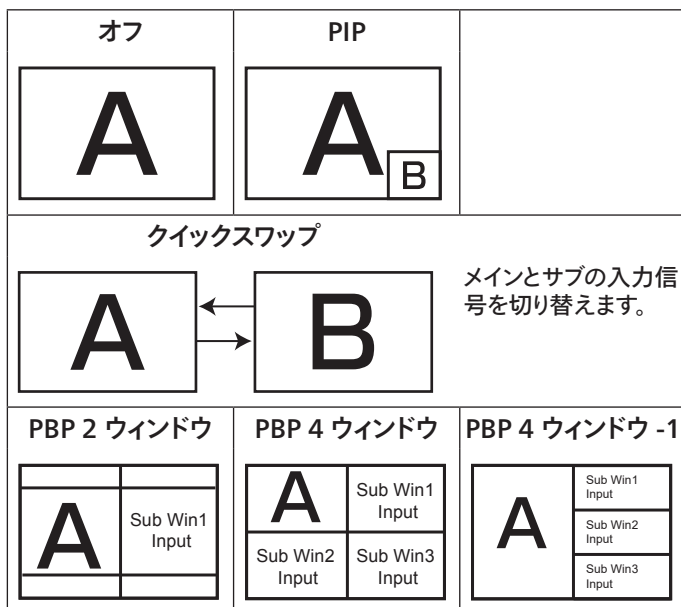 オフ
PIP
A
A
B
クイックスワップ
A
B
メインとサブの入力信
号を切り替えます。
PBP 2 ウィンドウ
PBP 4 ウィンドウ
PBP 4 ウィンドウ -1
A
Sub Win1
Input
A
Sub Win1
Input
Sub Win2
Input
Sub Win3
Input
A
Sub Win1
Input
Sub Win2
Input
Sub Win3
Input